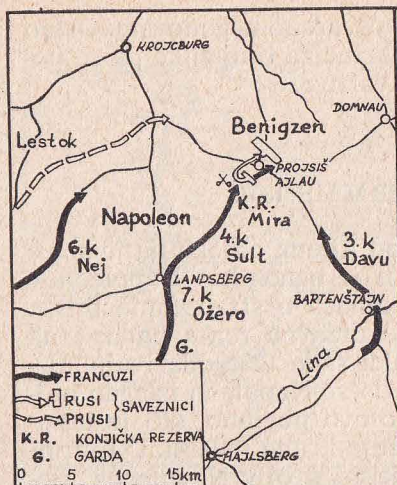 KROJCBURG
DOMNAU
Lestok
Benigzen
PROJSIŠ
AJLAU
Napoleon
K.R.
Mira
6.k
Nej
4.k
Sult
3.k
Davu
LANDSBERG
7.k
Ožero
BARTENŠTAJN
G.
Lina
FRANCUZI
RUSI
PRUSI
SAVEZNICI
K.R. KONJIČKA REZERVA
G. GARDA
0 5 10 15km
HAJLSBERG